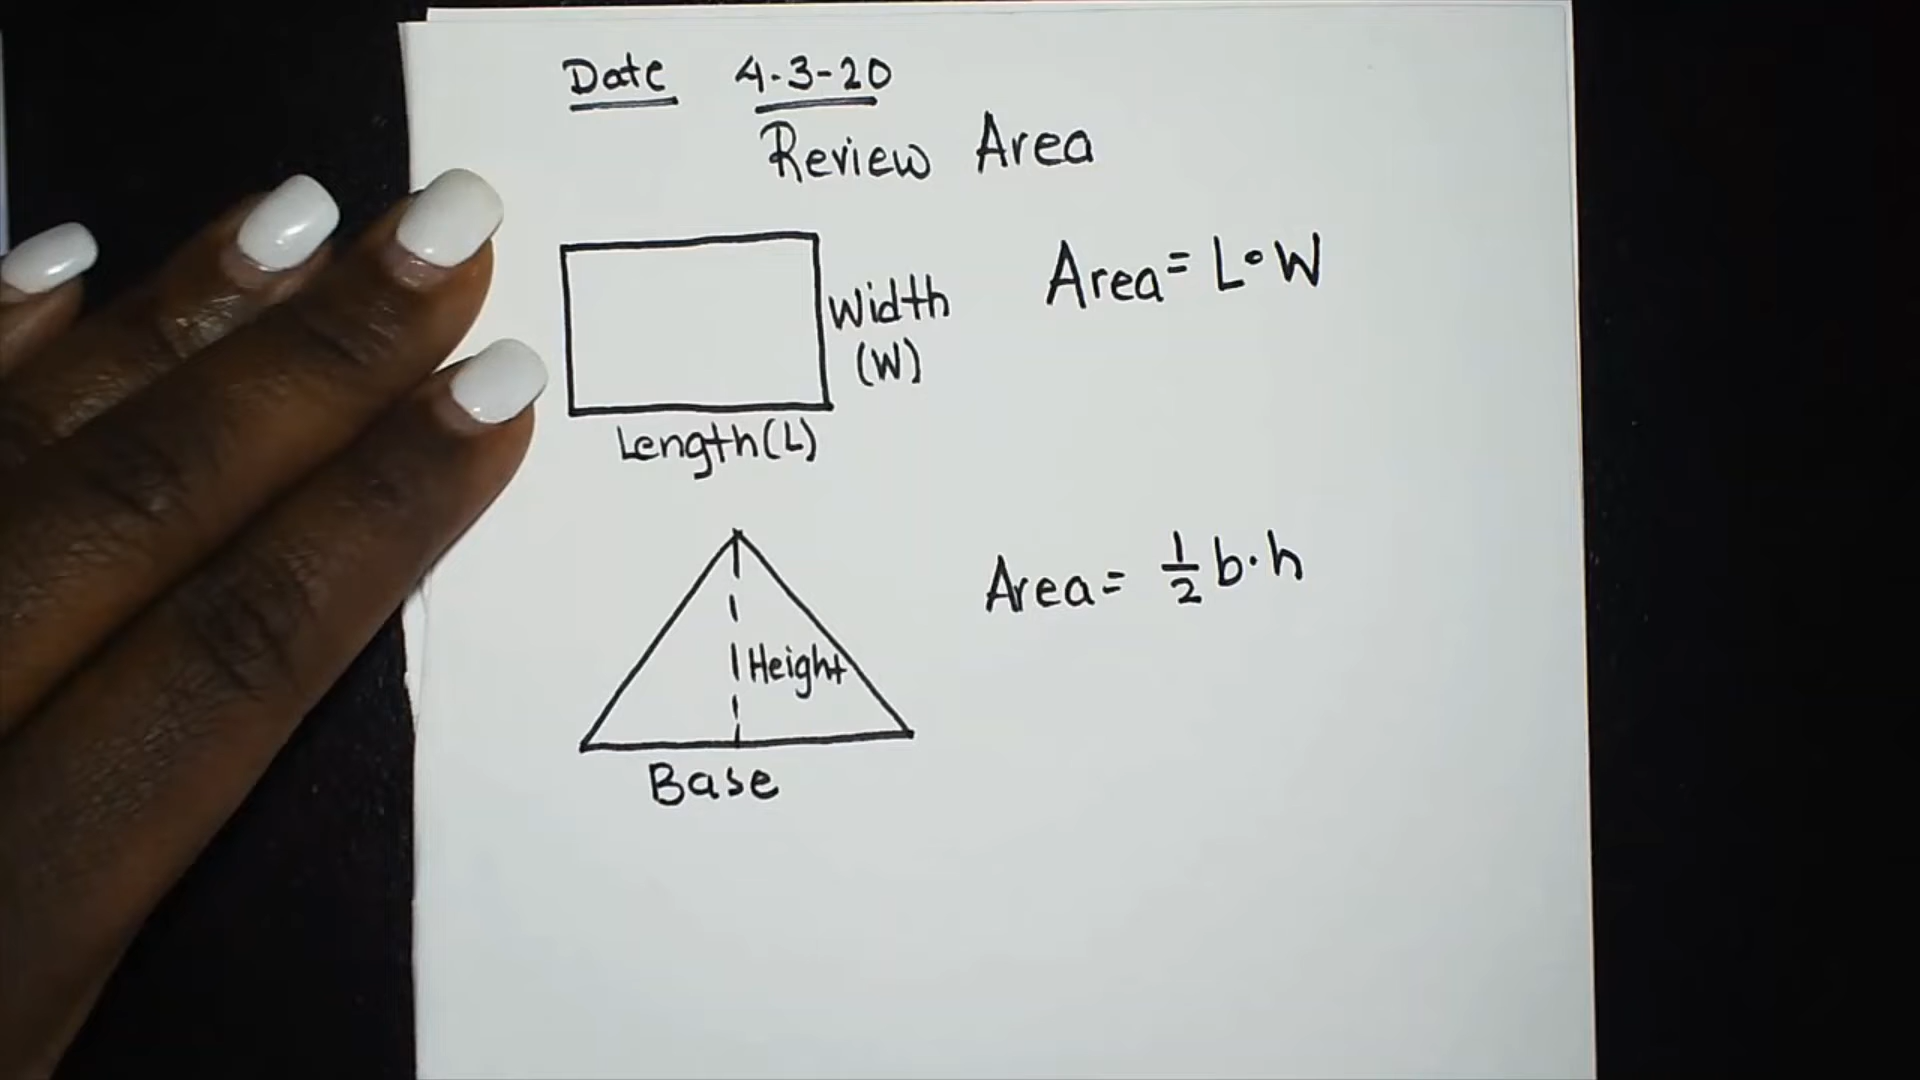 Date 4-3-20
Review Area
Width
(W)
Area = L•W
Length (L)
Area = 1/2 b·h
Height
Base